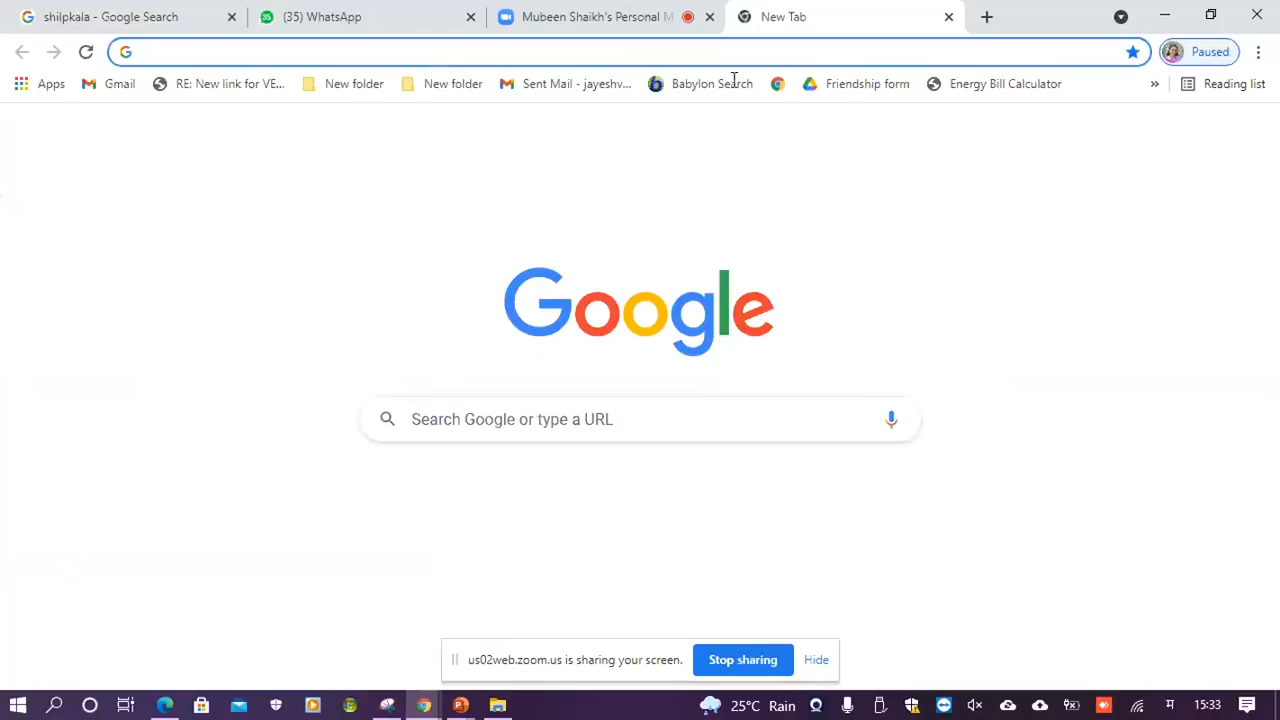 shilpkala - Google Search
35
(35) WhatsApp
Mubeen Shaikh's Personal M
New Tab
G
Paused
Apps
Gmail
RE: New link for VE...
New folder
New folder
Sent Mail - jayeshv...
Babylon Search
Friendship form
Energy Bill Calculator
»
Reading list
Google
Search Google or type a URL
us02web.zoom.us is sharing your screen.
Stop sharing
Hide
25°C Rain
म
15:33